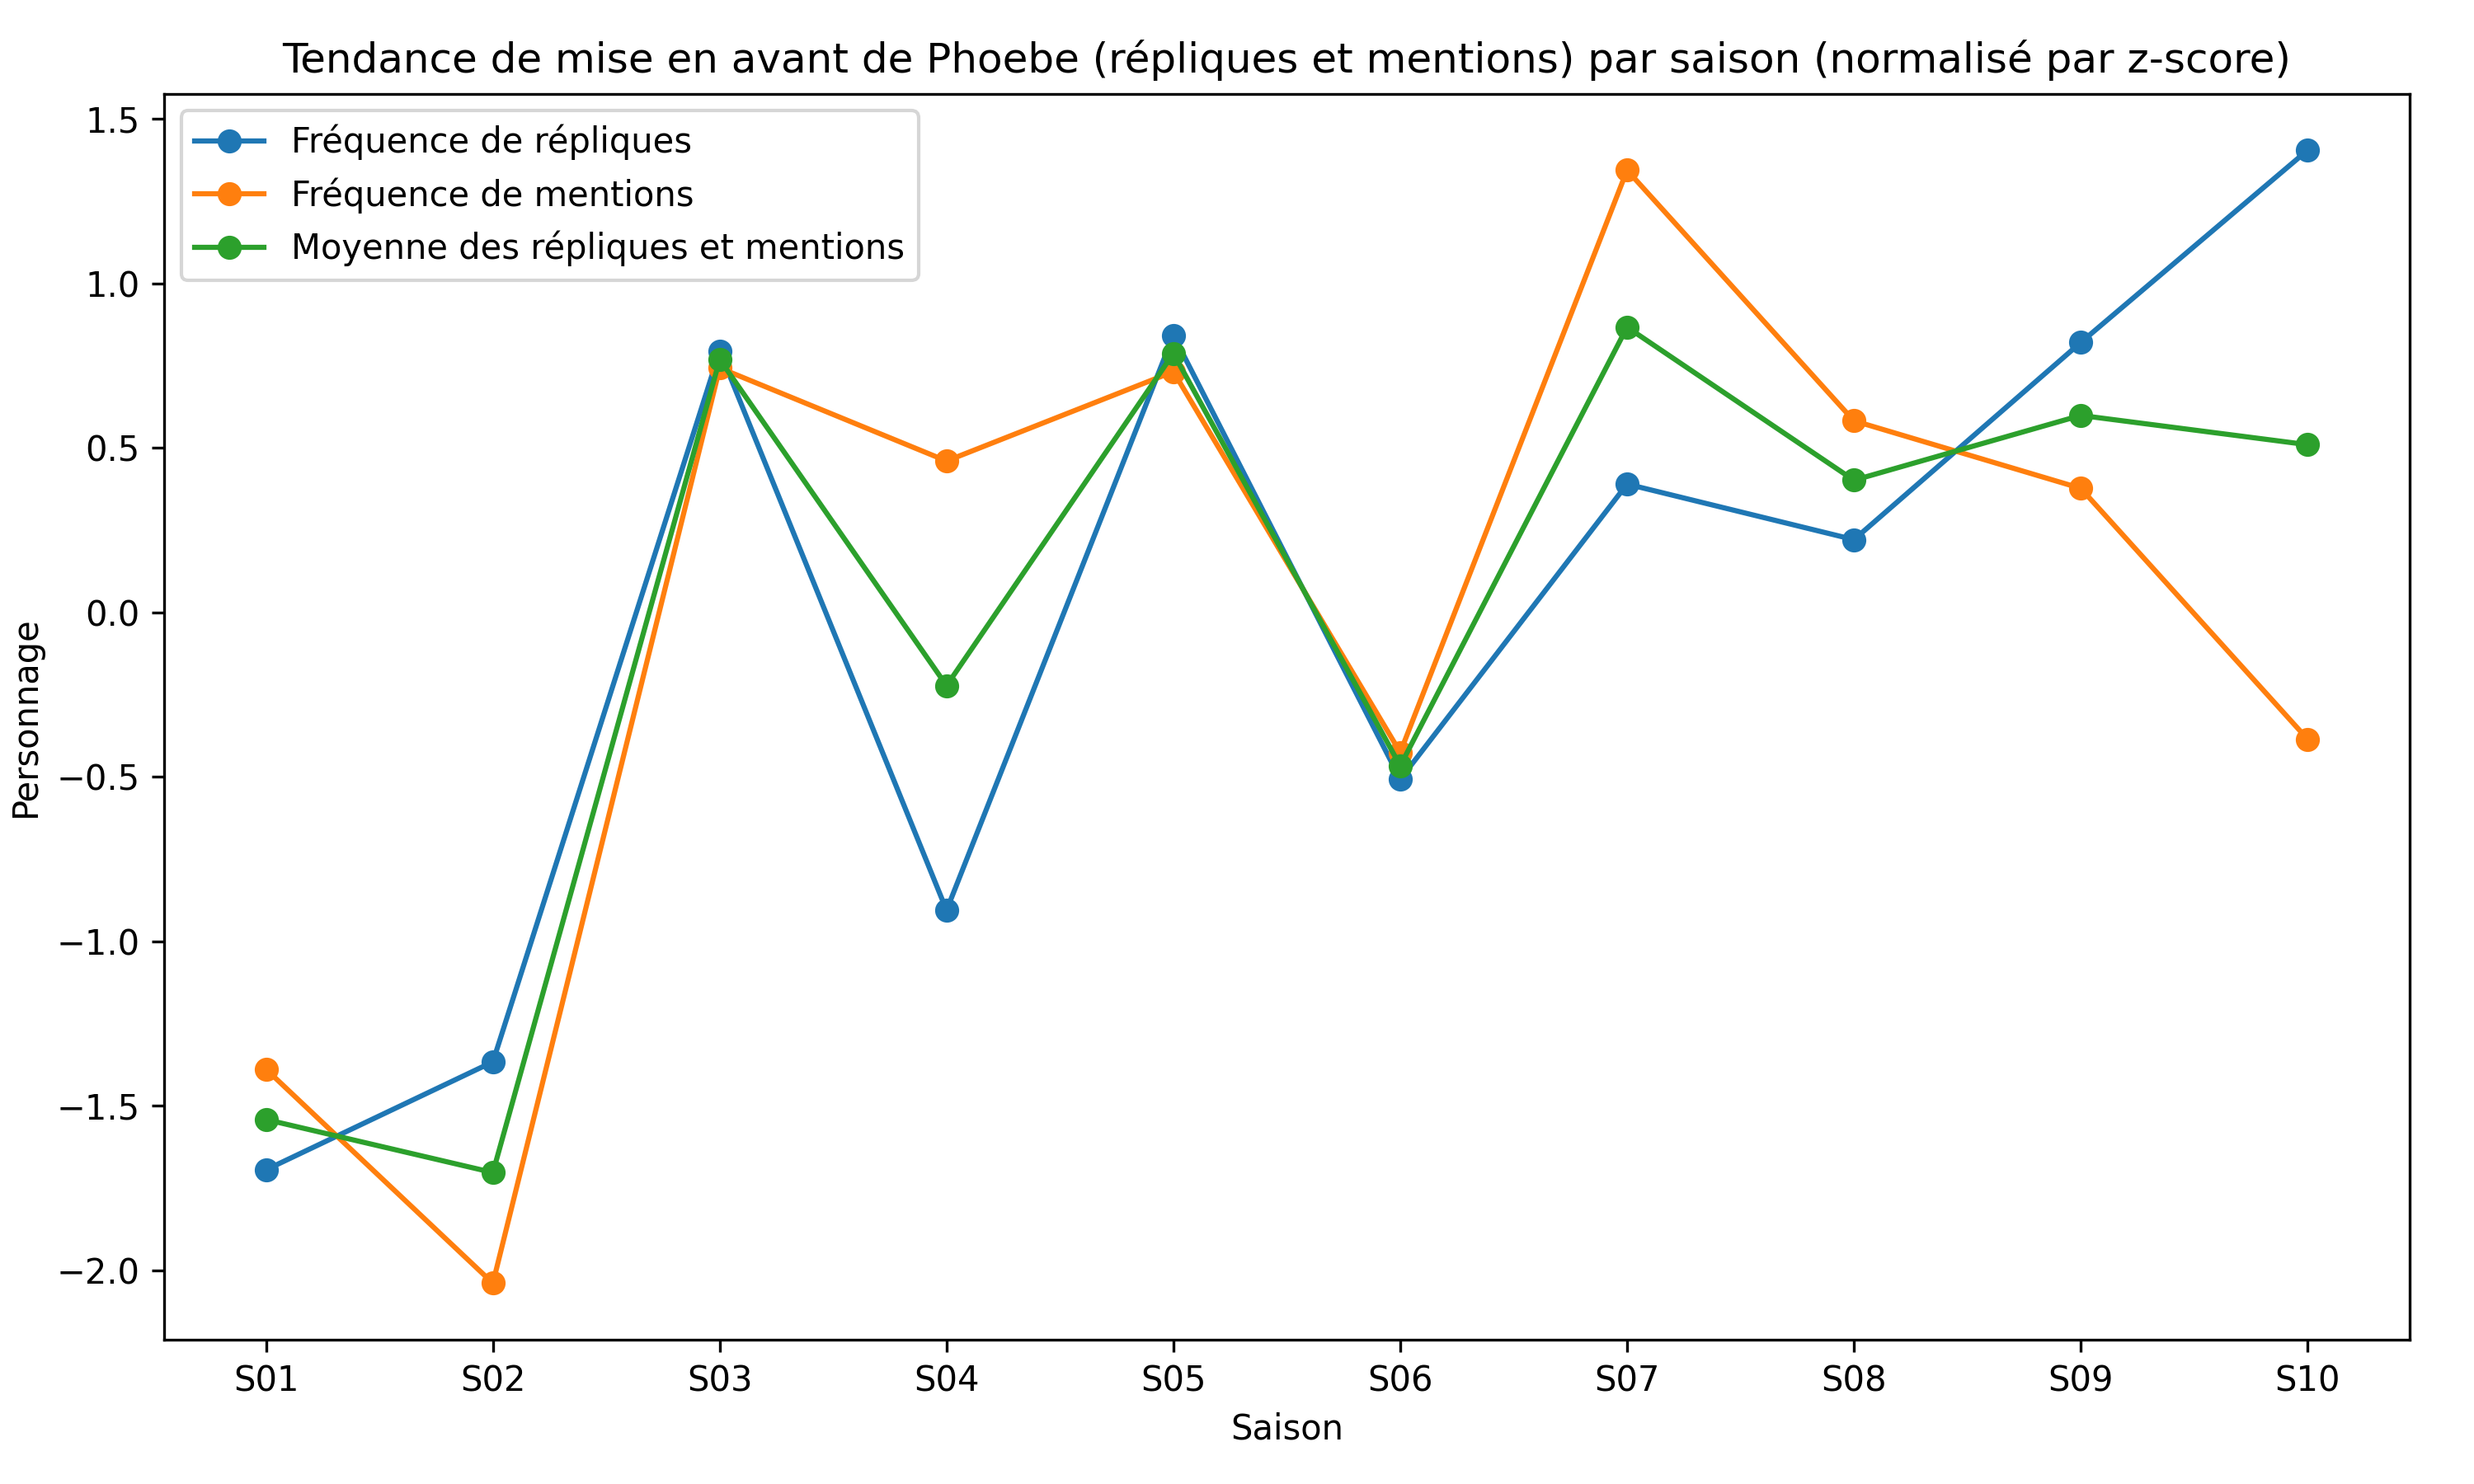 Tendance de mise en avant de Phoebe (répliques et mentions) par saison (normalisé par z-score)
Fréquence de répliques
Fréquence de mentions
Moyenne des répliques et mentions
1.5
1.0
0.5
0.0
−0.5
−1.0
−1.5
−2.0
Personnage
S01 S02 S03 S04 S05 S06 S07 S08 S09 S10
Saison